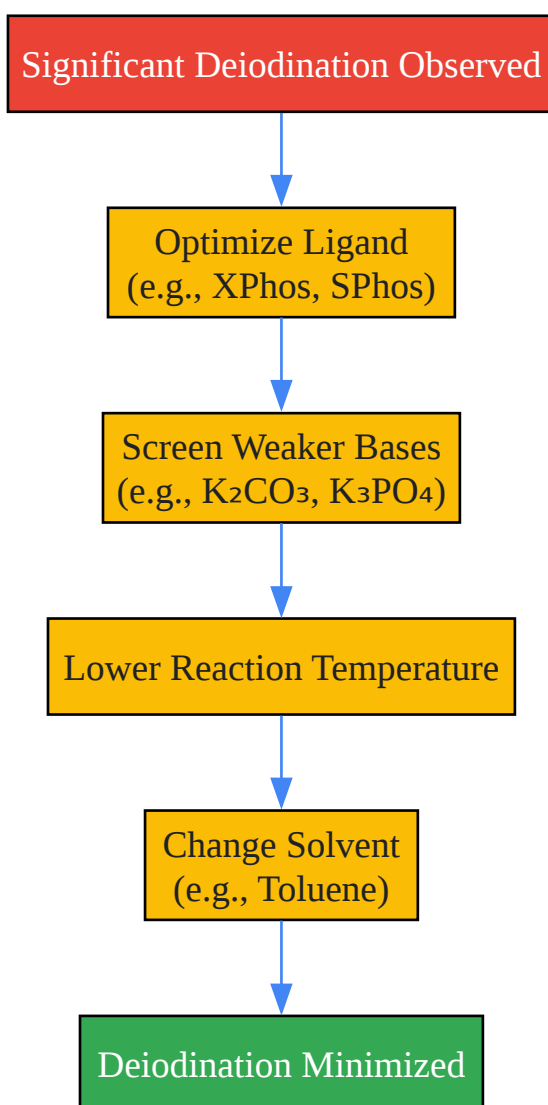 Significant Deiodination Observed
Optimize Ligand
(e.g., XPhos, SPhos)
Screen Weaker Bases
(e.g., K₂CO₃, K₃PO₄)
Lower Reaction Temperature
Change Solvent
(e.g., Toluene)
Deiodination Minimized